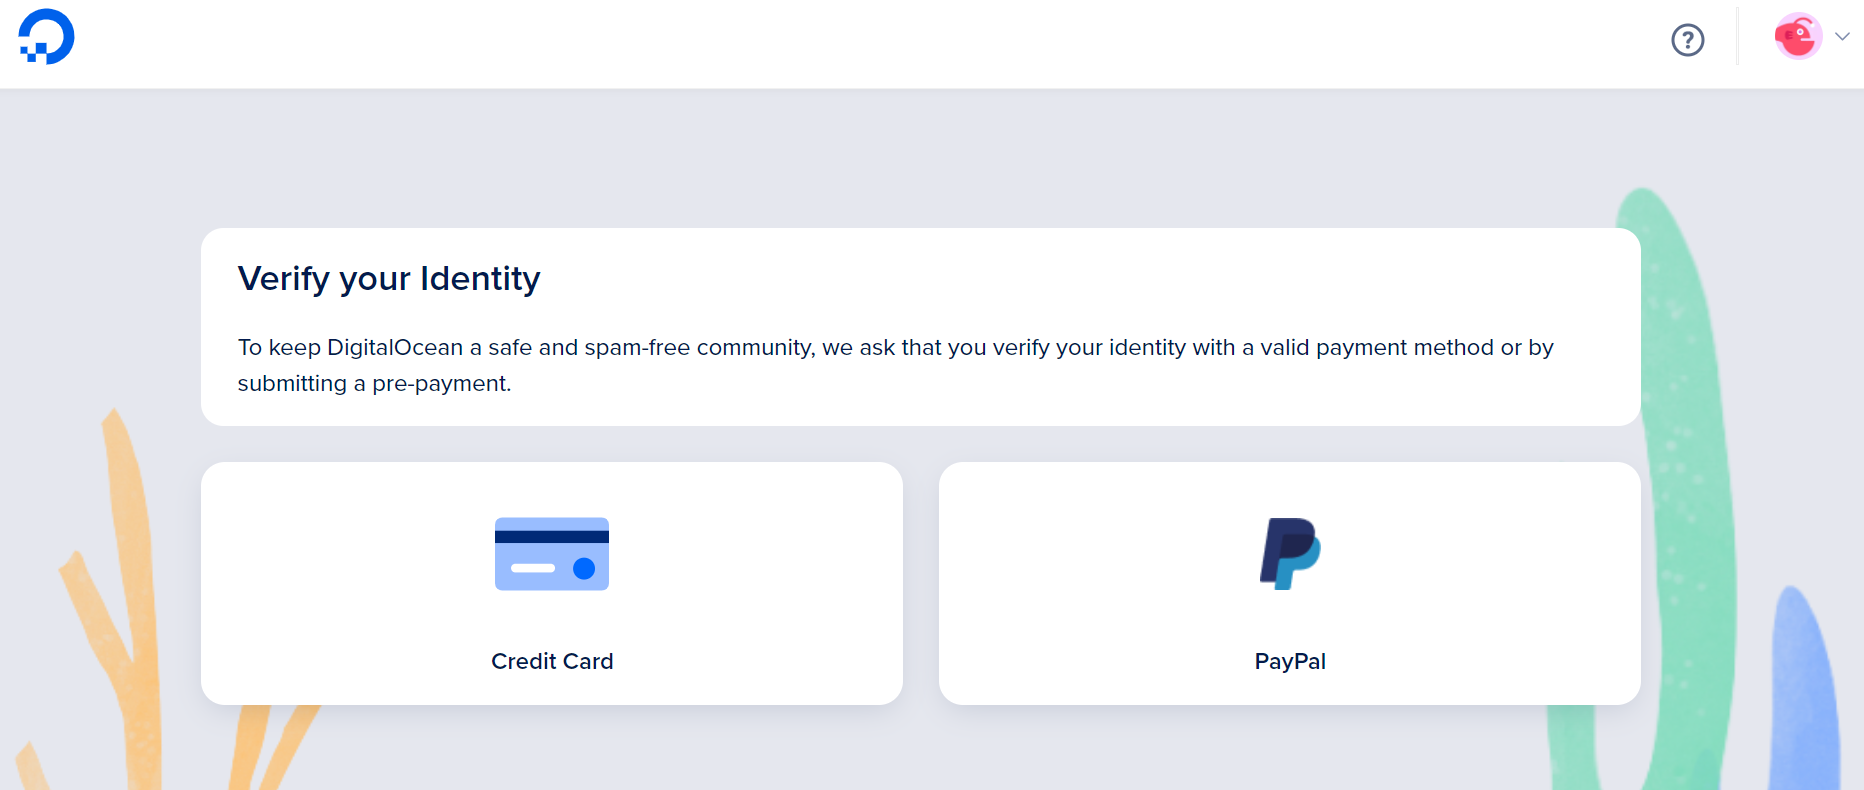 Verify your Identity
To keep DigitalOcean a safe and spam-free community, we ask that you verify your identity with a valid payment method or by
submitting a pre-payment.
Credit Card
PayPal